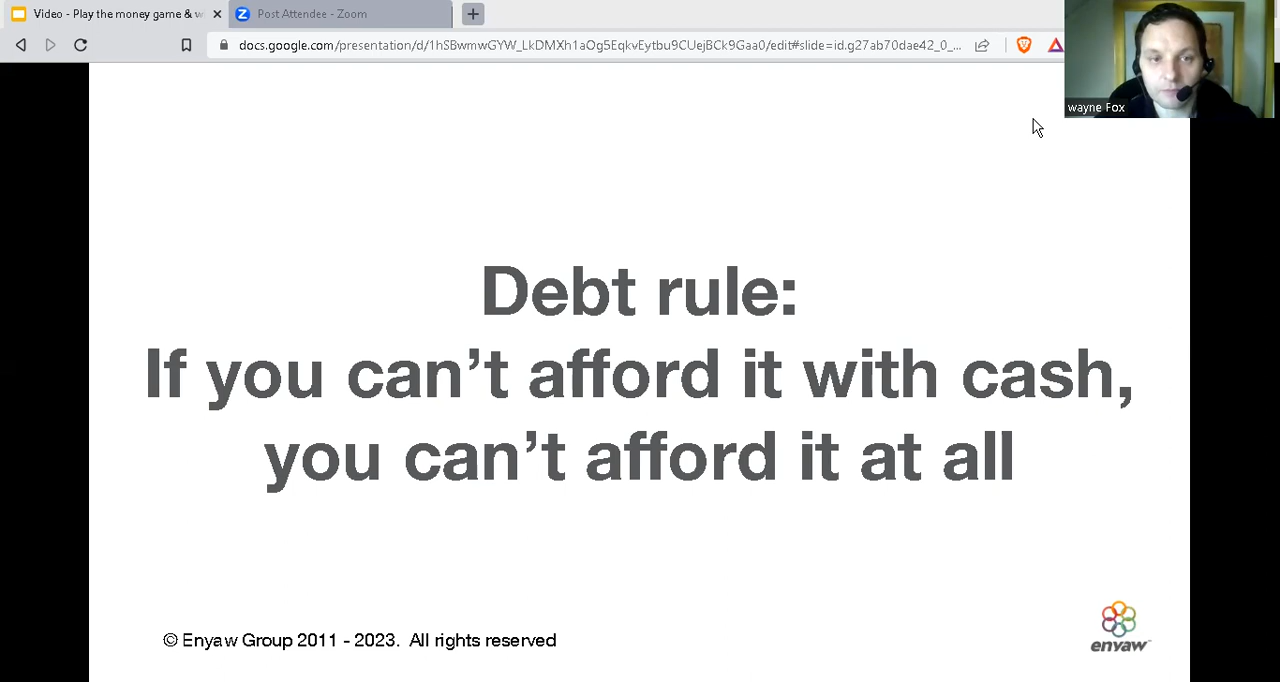 Video - Play the money game & w
Post Attendee - Zoom
docs.google.com/presentation/d/1hSBwmwGYW_LkDMXh1aOg5EqkvEytbu9CUejBCk9Gaa0/edit#slide=id.g27ab70dae42_0_...
wayne Fox
Debt rule:
If you can’t afford it with cash,
you can’t afford it at all
© Enyaw Group 2011 - 2023. All rights reserved
enyaw™